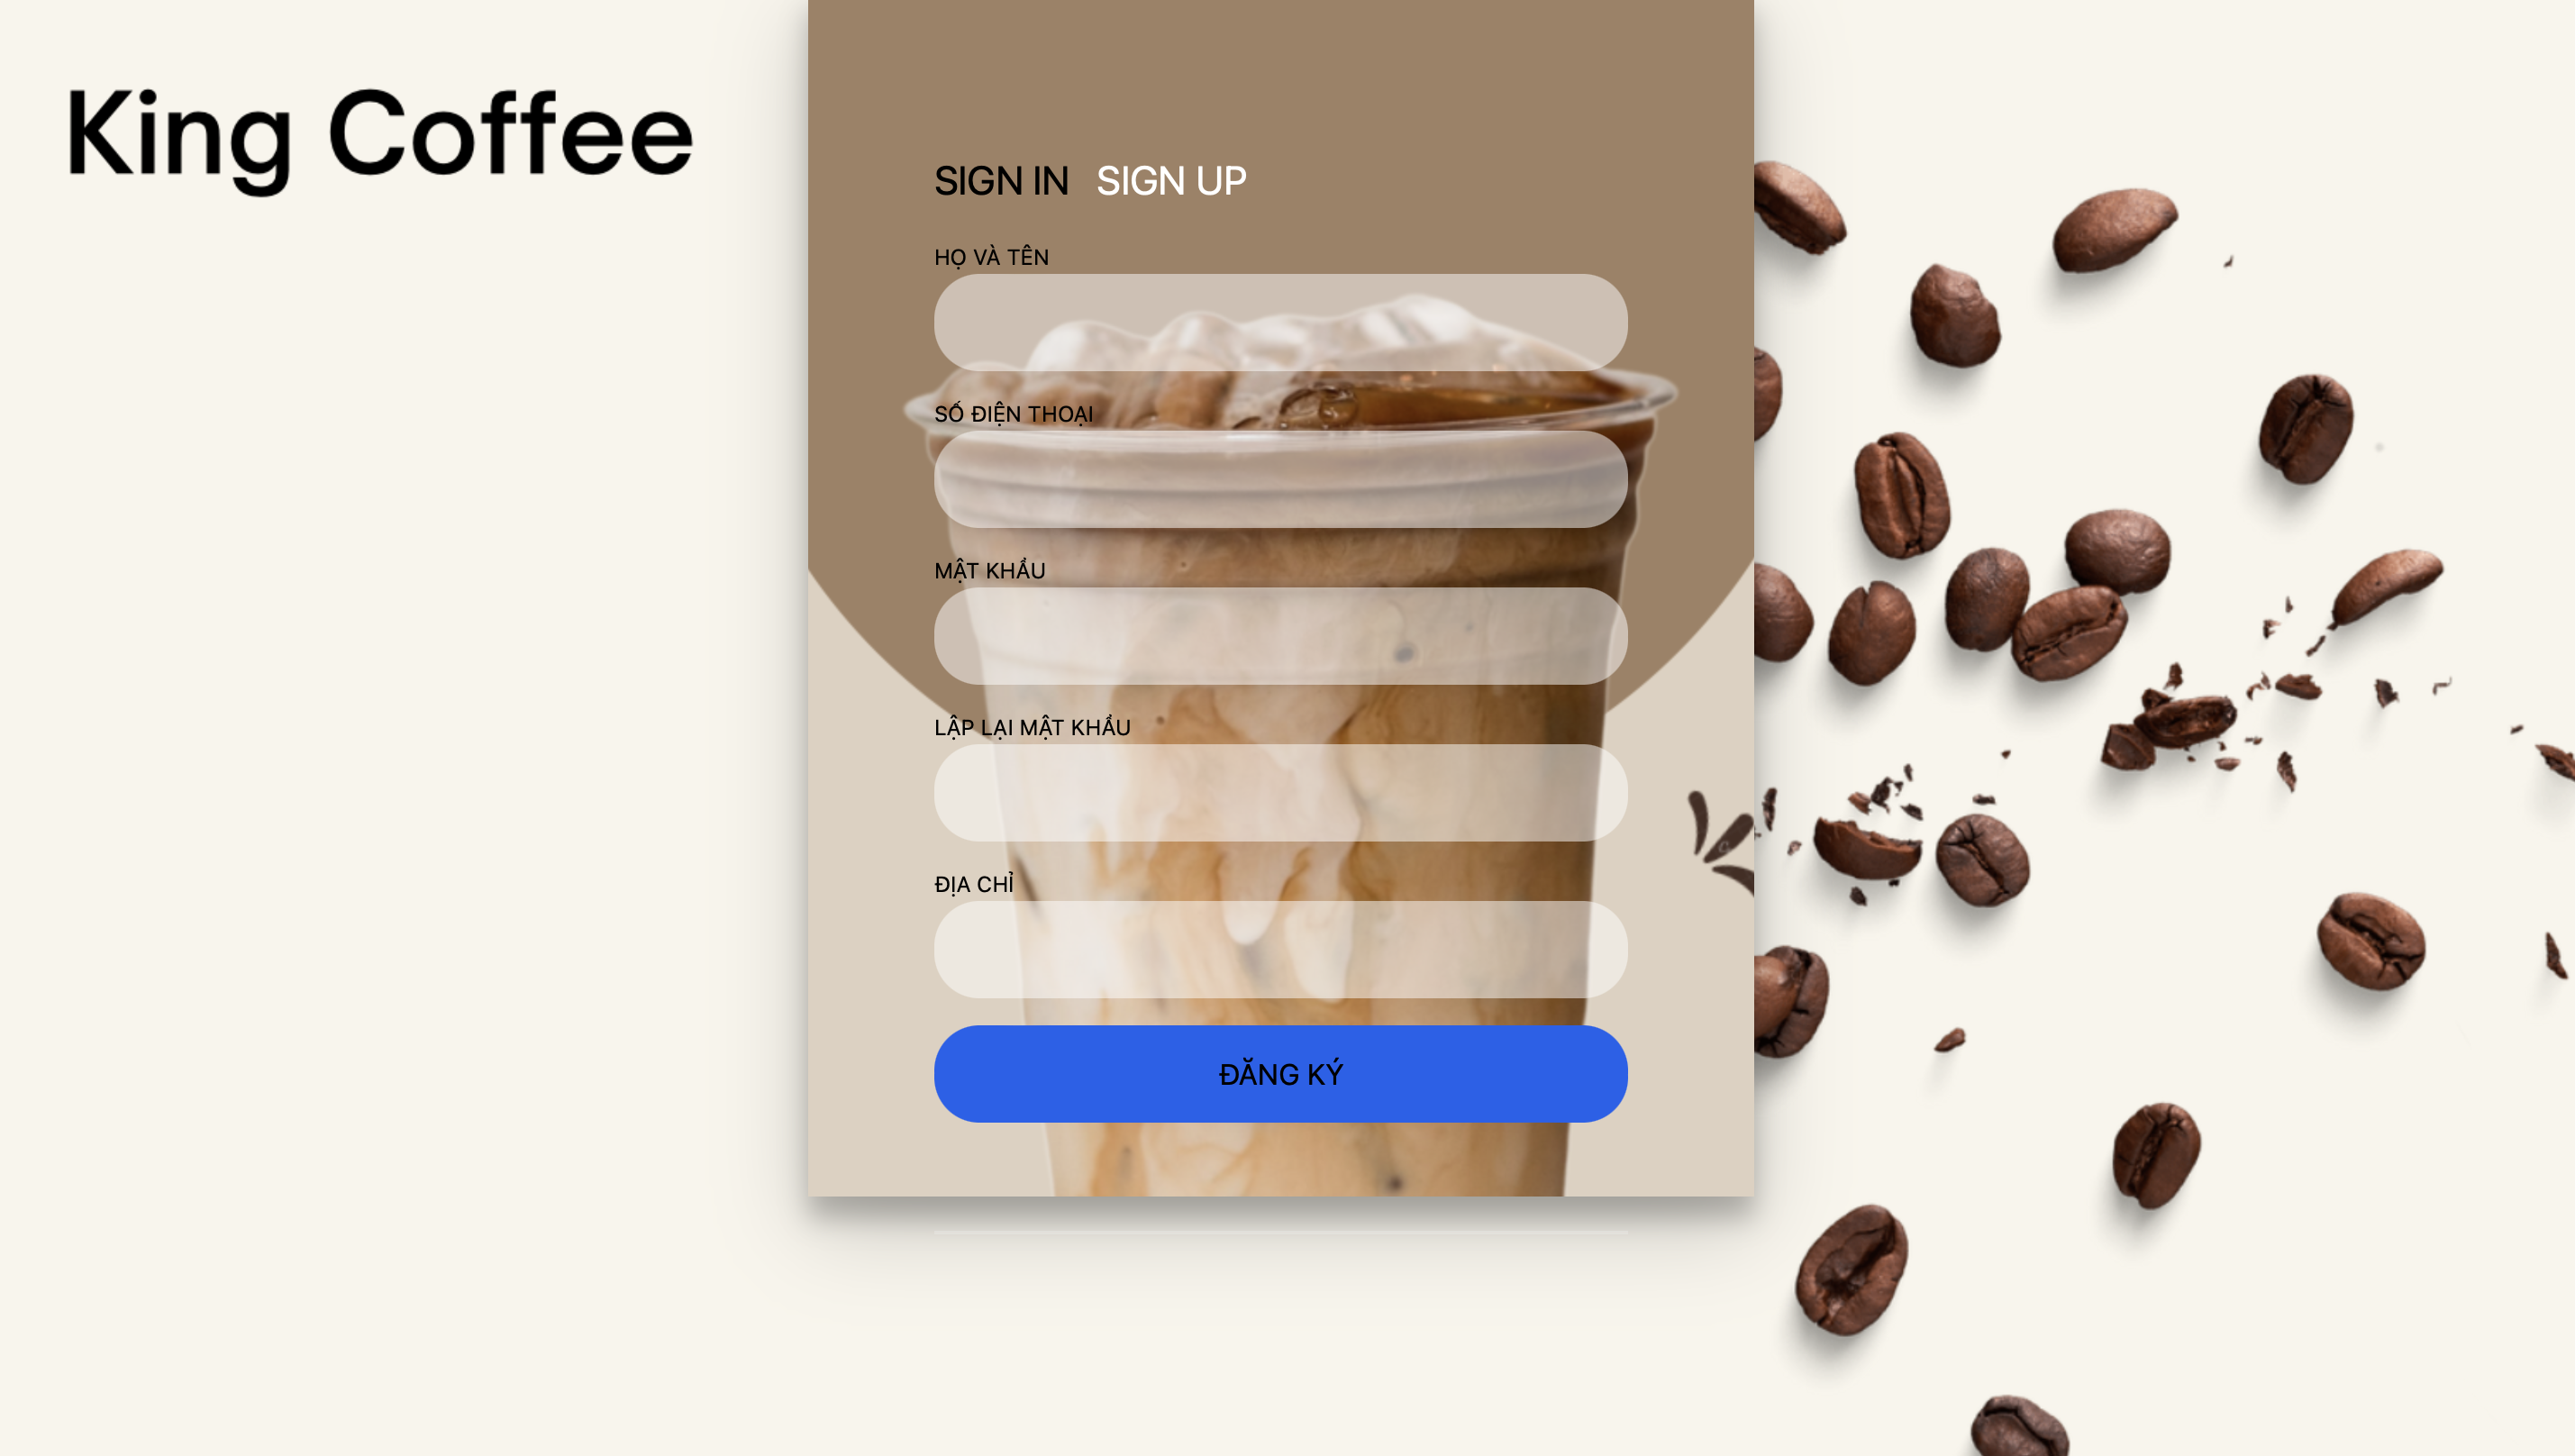 King Coffee
SIGN IN SIGN UP
HỌ VÀ TÊN
SỐ ĐIỆN THOẠI
MẬT KHẨU
LẬP LẠI MẬT KHẨU
ĐỊA CHỈ
ĐĂNG KÝ